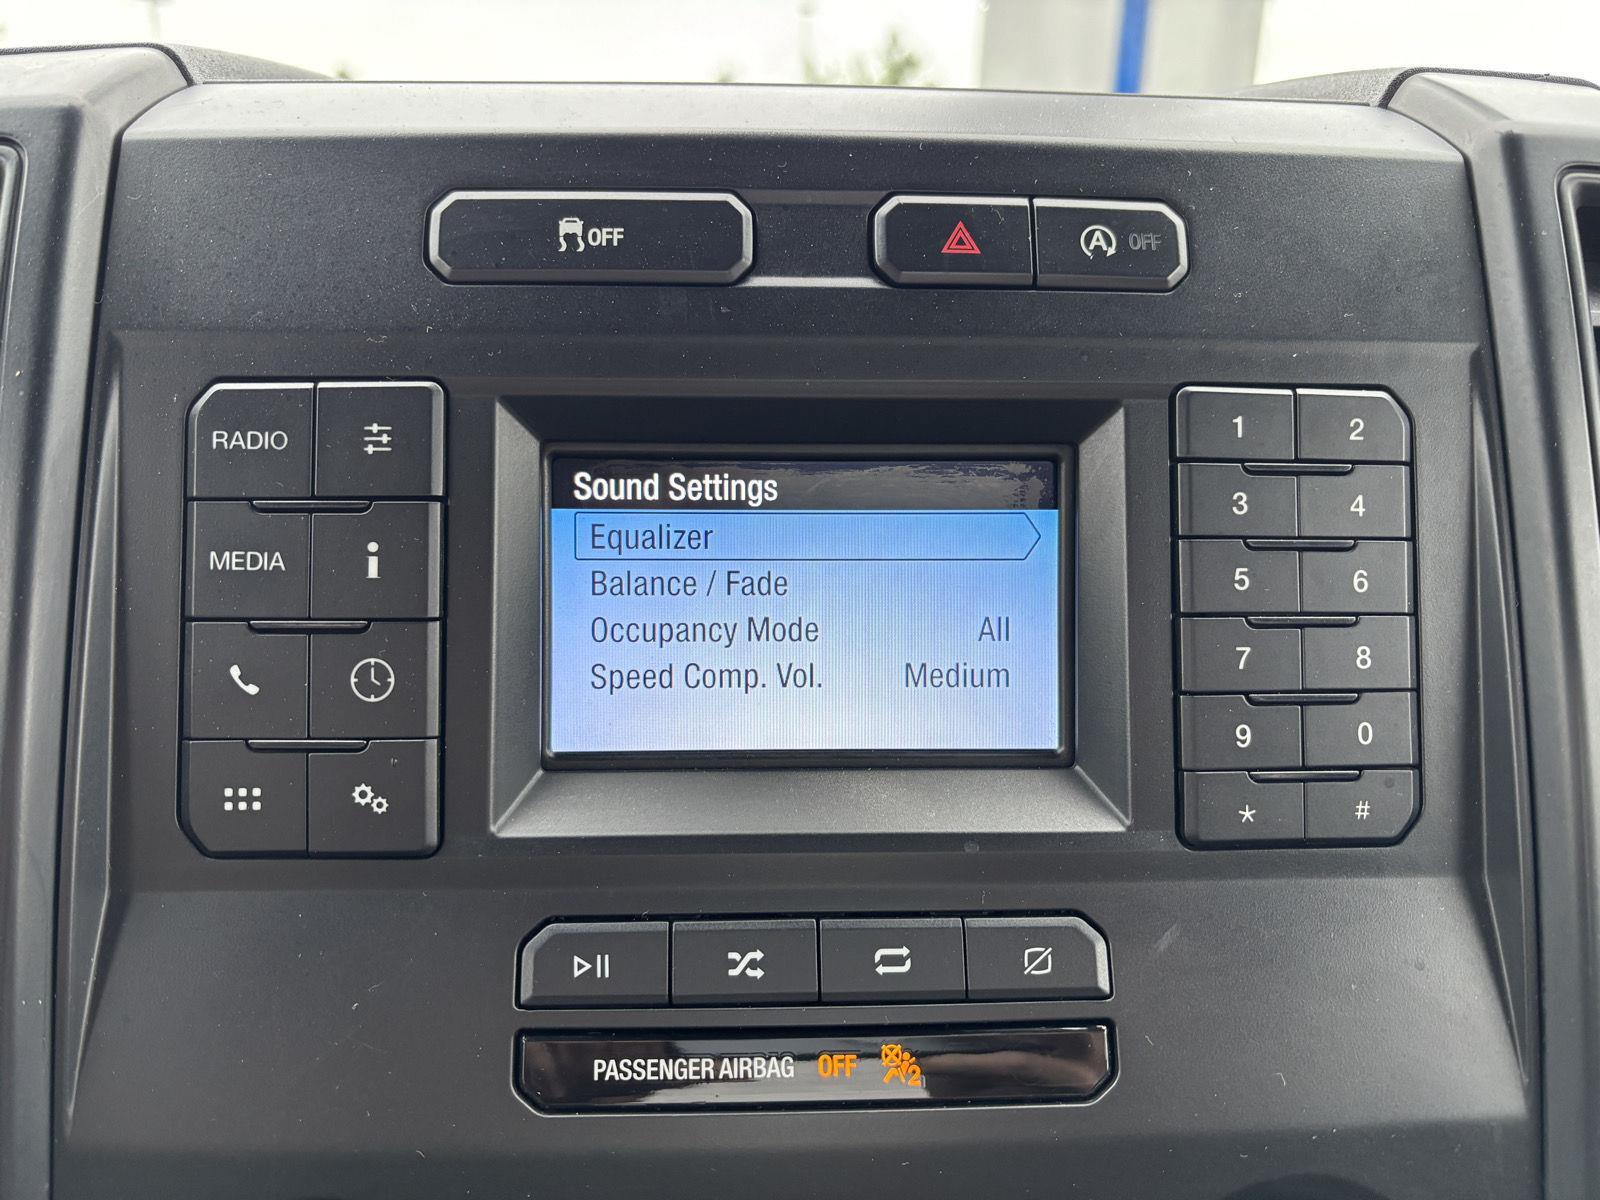 OFF
A OFF
RADIO
MEDIA
i
Sound Settings
Equalizer
Balance / Fade
Occupancy Mode All
Speed Comp. Vol. Medium
1 2
3 4
5 6
7 8
9 0
* #
PASSENGER AIRBAG OFF 2